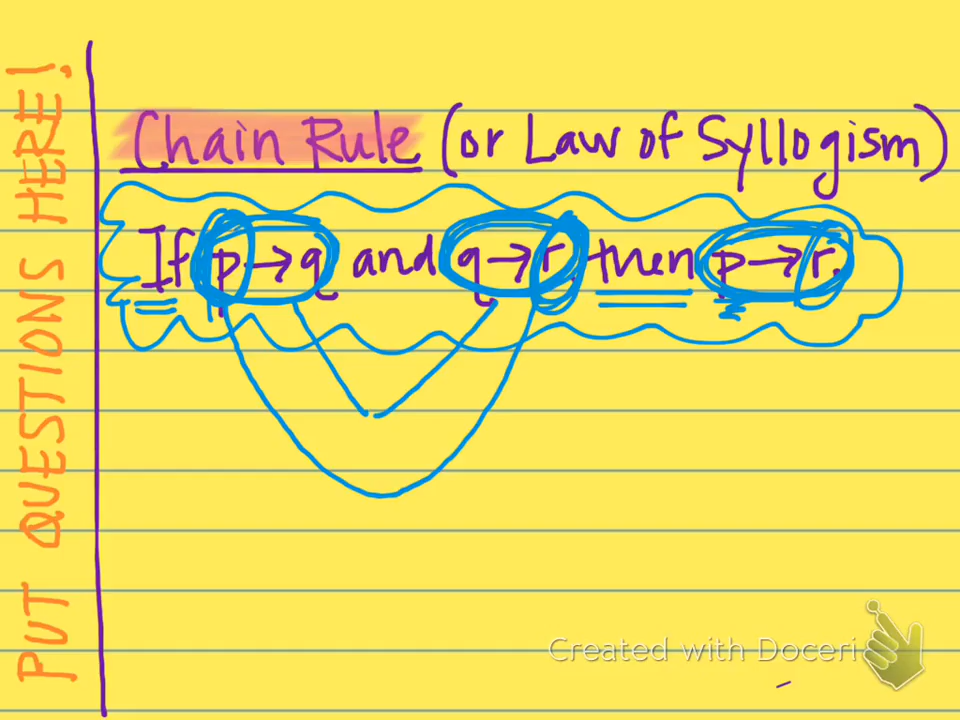 PUT QUESTIONS HERE!
Chain Rule (or Law of Syllogism)
If p→q and q→r then p→r.
Created with Doceri